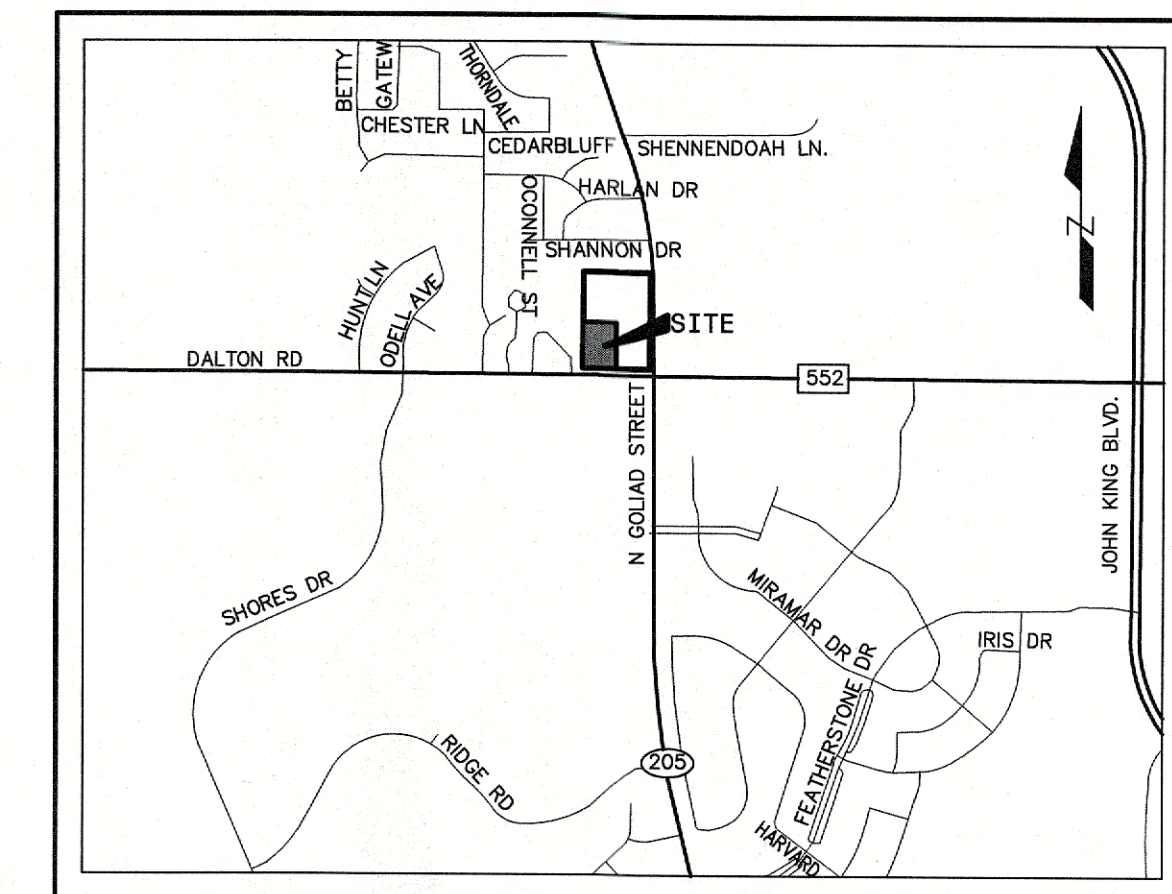 BETTY
GATEW
THORNDALE
CHESTER LN
CEDARBLUFF
SHENNENDOAH LN.
OCONNELL ST
HARLAN DR
SHANNON DR
N
HUNT LN
ODELL AVE
SITE
DALTON RD
552
N GOLIAD STREET
JOHN KING BLVD.
SHORES DR
MIRAMAR DR
IRIS DR
FEATHERSTONE DR
RIDGE RD
205
HARVARD